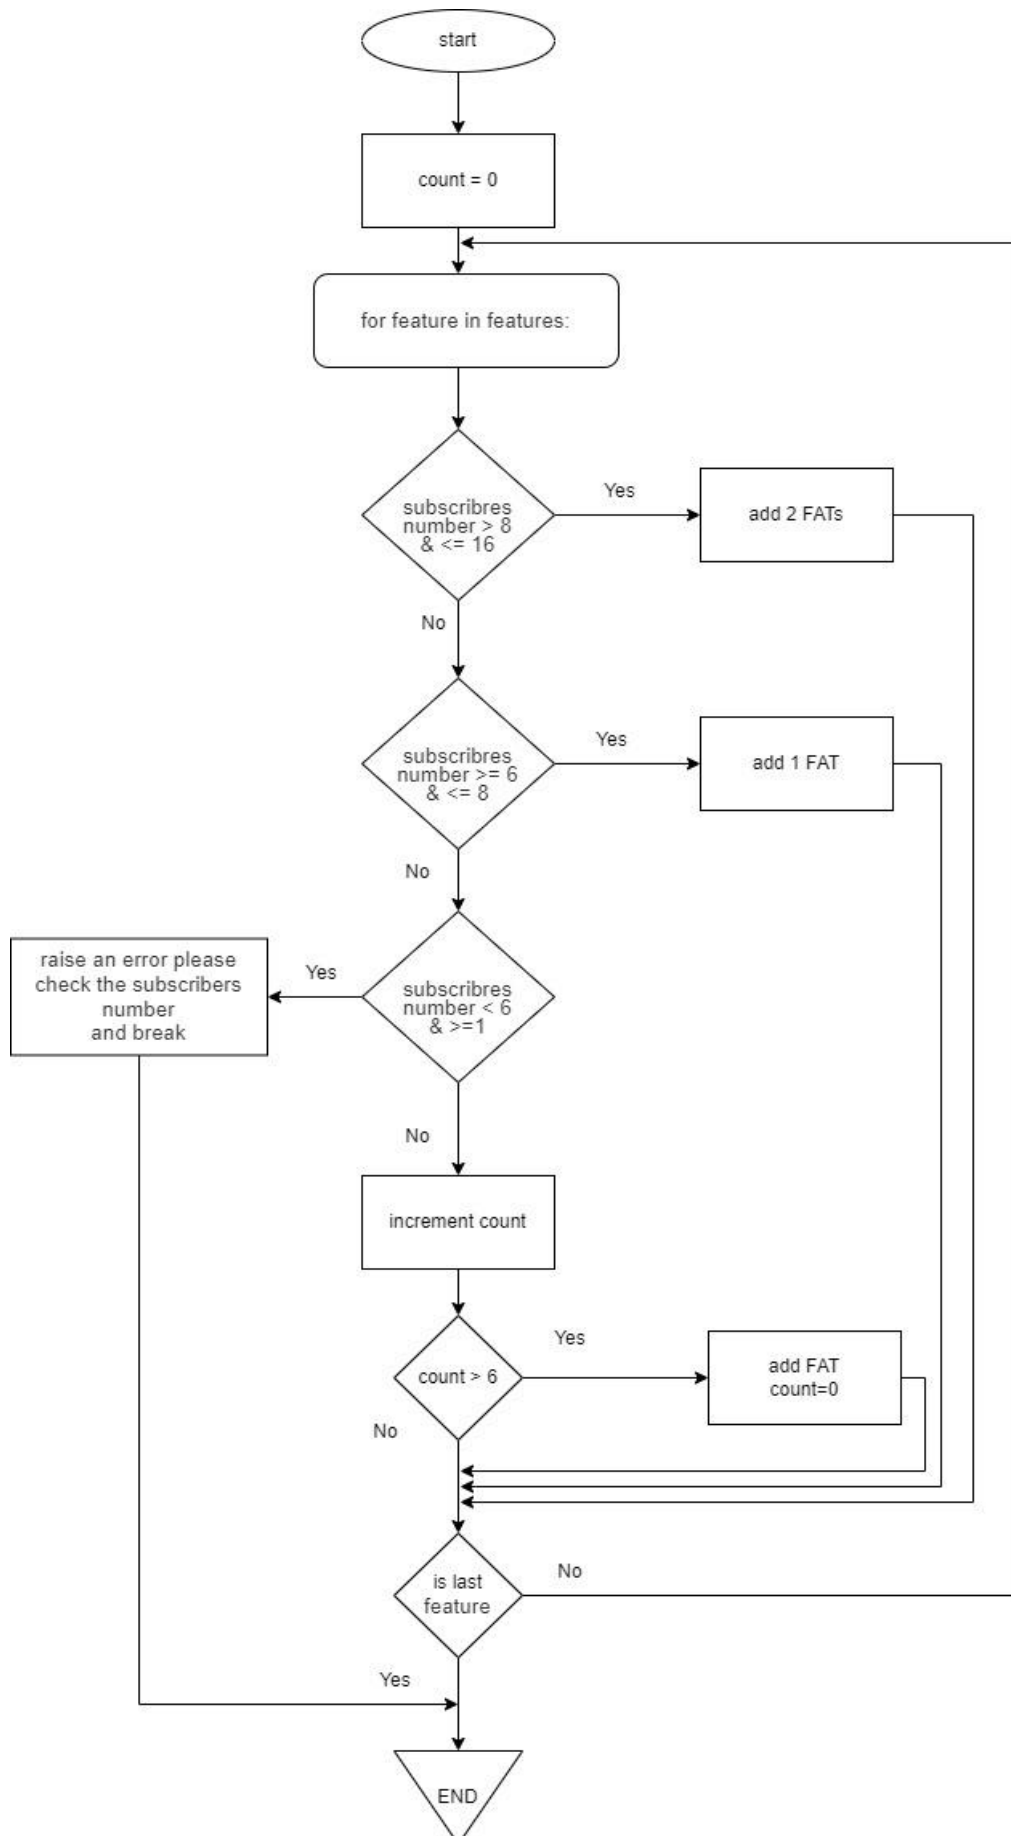 start
count = 0
for feature in features:
subscribres
number > 8
& <= 16
Yes
add 2 FATs
No
subscribres
number >= 6
& <= 8
Yes
add 1 FAT
No
subscribres
number < 6
& >=1
Yes
raise an error please
check the subscribers
number
and break
No
increment count
count > 6
Yes
add FAT
count=0
No
is last
feature
No
Yes
END